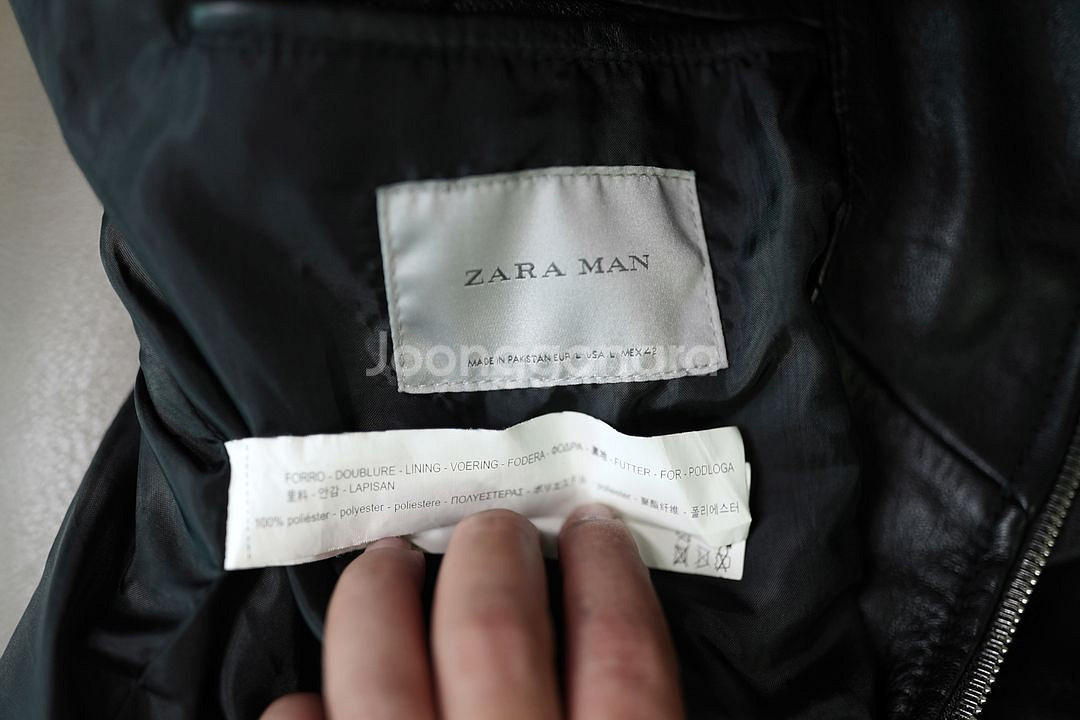 ZARA MAN
MADE IN PAKISTAN EUR L USA L MEX 42
Joonggonara
FORRO - DOUBLURE - LINING - VOERING - FODERA - ΦΟΔΡΑ - 裏地 - FUTTER - FOR - PODLOGA
里料 - 안감 - LAPISAN
100% poliéster - polyester - poliestere - ΠΟΛΥΕΣΤΕΡΑΣ - ポリエステル - poliester - 聚酯纤维 - 폴리에스터